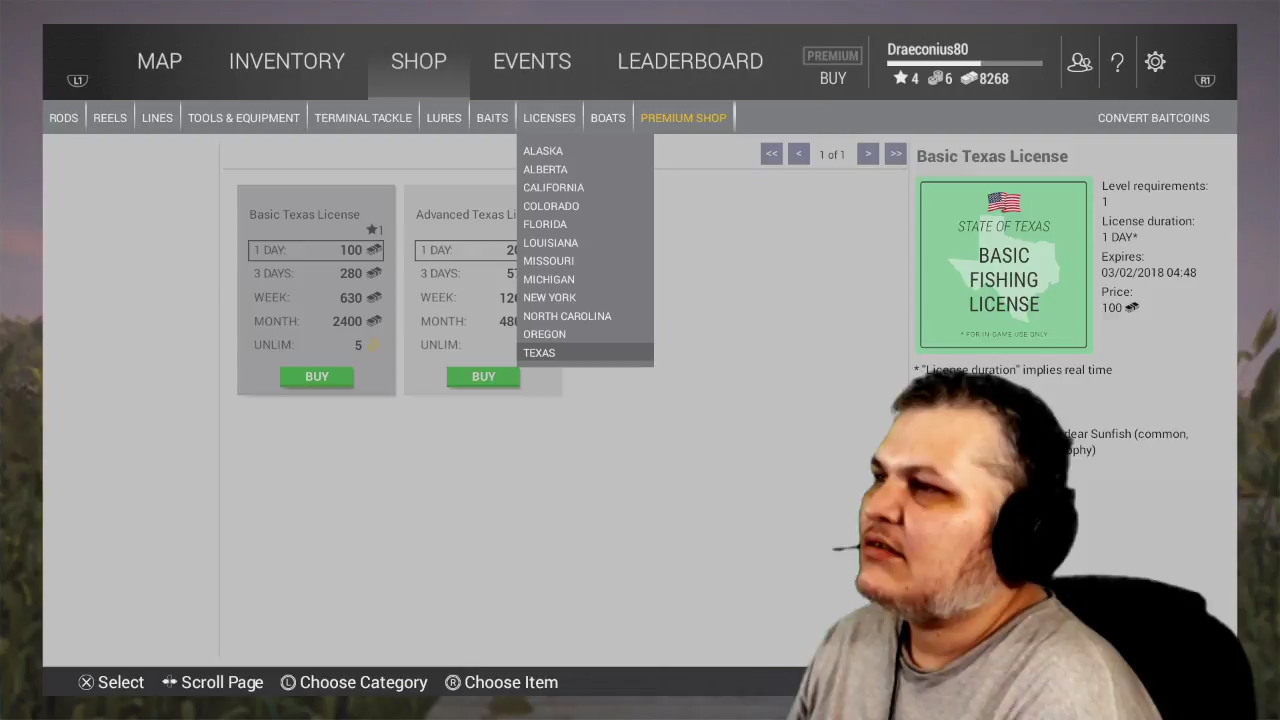 MAP
INVENTORY
SHOP
EVENTS
LEADERBOARD
PREMIUM
BUY
Draeconius80
4
6
8268
?
L1
R1
RODS
REELS
LINES
TOOLS & EQUIPMENT
TERMINAL TACKLE
LURES
BAITS
LICENSES
BOATS
PREMIUM SHOP
CONVERT BAITCOINS
ALASKA
ALBERTA
CALIFORNIA
COLORADO
FLORIDA
LOUISIANA
MISSOURI
MICHIGAN
NEW YORK
NORTH CAROLINA
OREGON
TEXAS
<< < 1 of 1 > >>
Basic Texas License
1
1 DAY: 100
3 DAYS: 280
WEEK: 630
MONTH: 2400
UNLIM: 5
BUY
Advanced Texas
1 DAY:
3 DAYS:
WEEK:
MONTH:
UNLIM:
BUY
Basic Texas License
STATE OF TEXAS
BASIC
FISHING
LICENSE
* FOR IN-GAME USE ONLY
Level requirements:
1
License duration:
1 DAY*
Expires:
03/02/2018 04:48
Price:
100
* "License duration" implies real time
Sunfish (common,
X Select
Scroll Page
L Choose Category
R Choose Item